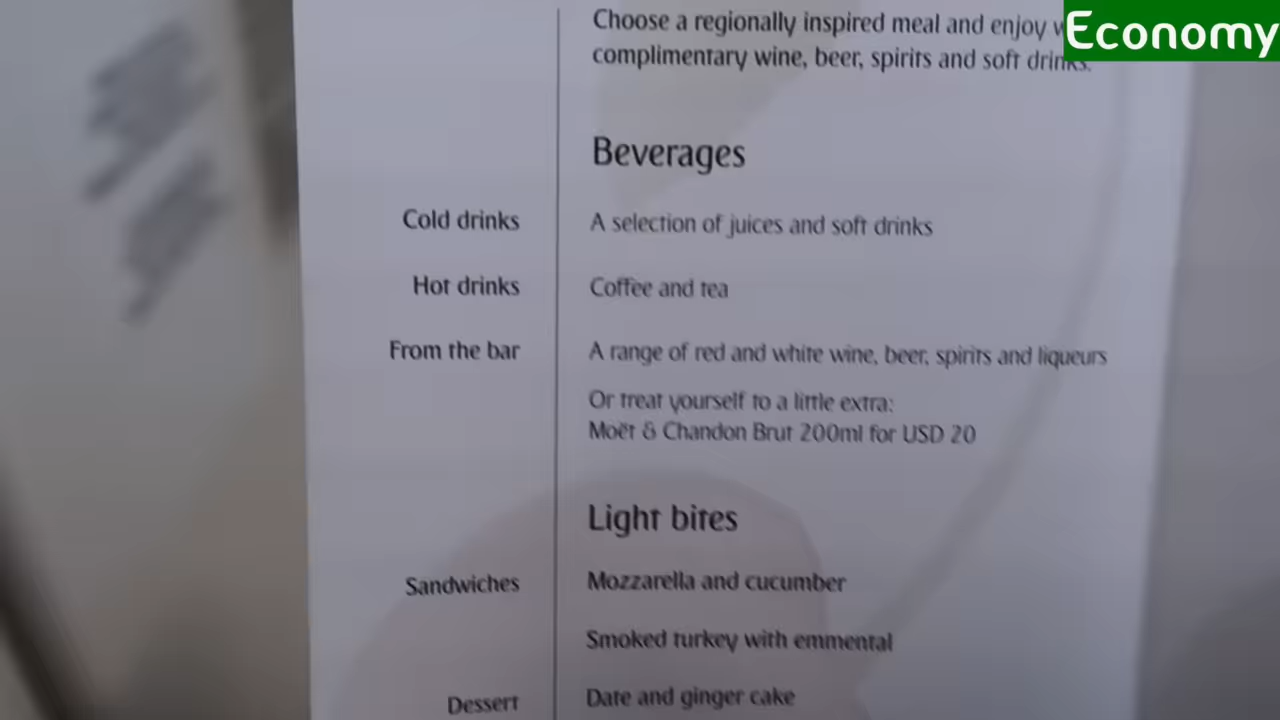 Economy
Choose a regionally inspired meal and enjoy
complimentary wine, beer, spirits and soft drinks.
Beverages
Cold drinks A selection of juices and soft drinks
Hot drinks Coffee and tea
From the bar A range of red and white wine, beer, spirits and liqueurs
Or treat yourself to a little extra:
Moët & Chandon Brut 200ml for USD 20
Light bites
Sandwiches Mozzarella and cucumber
Smoked turkey with emmental
Dessert Date and ginger cake